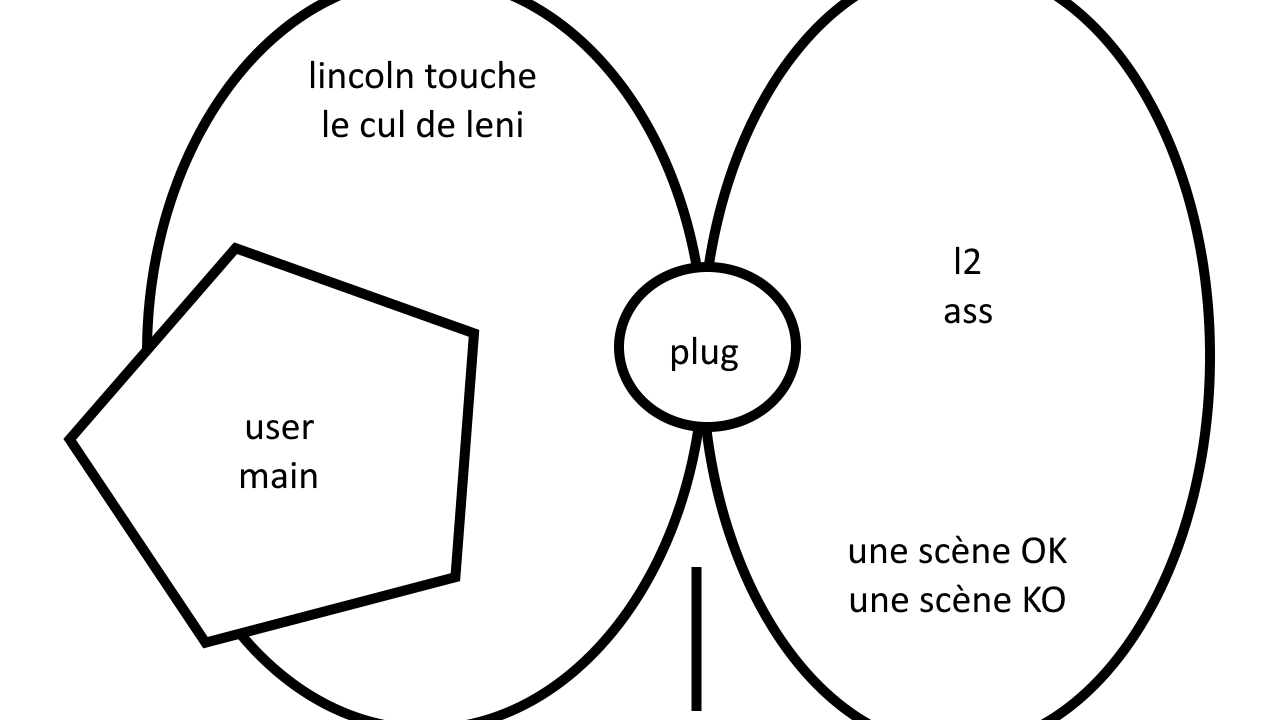 lincoln touche
le cul de leni
l2
ass
plug
user
main
une scène OK
une scène KO